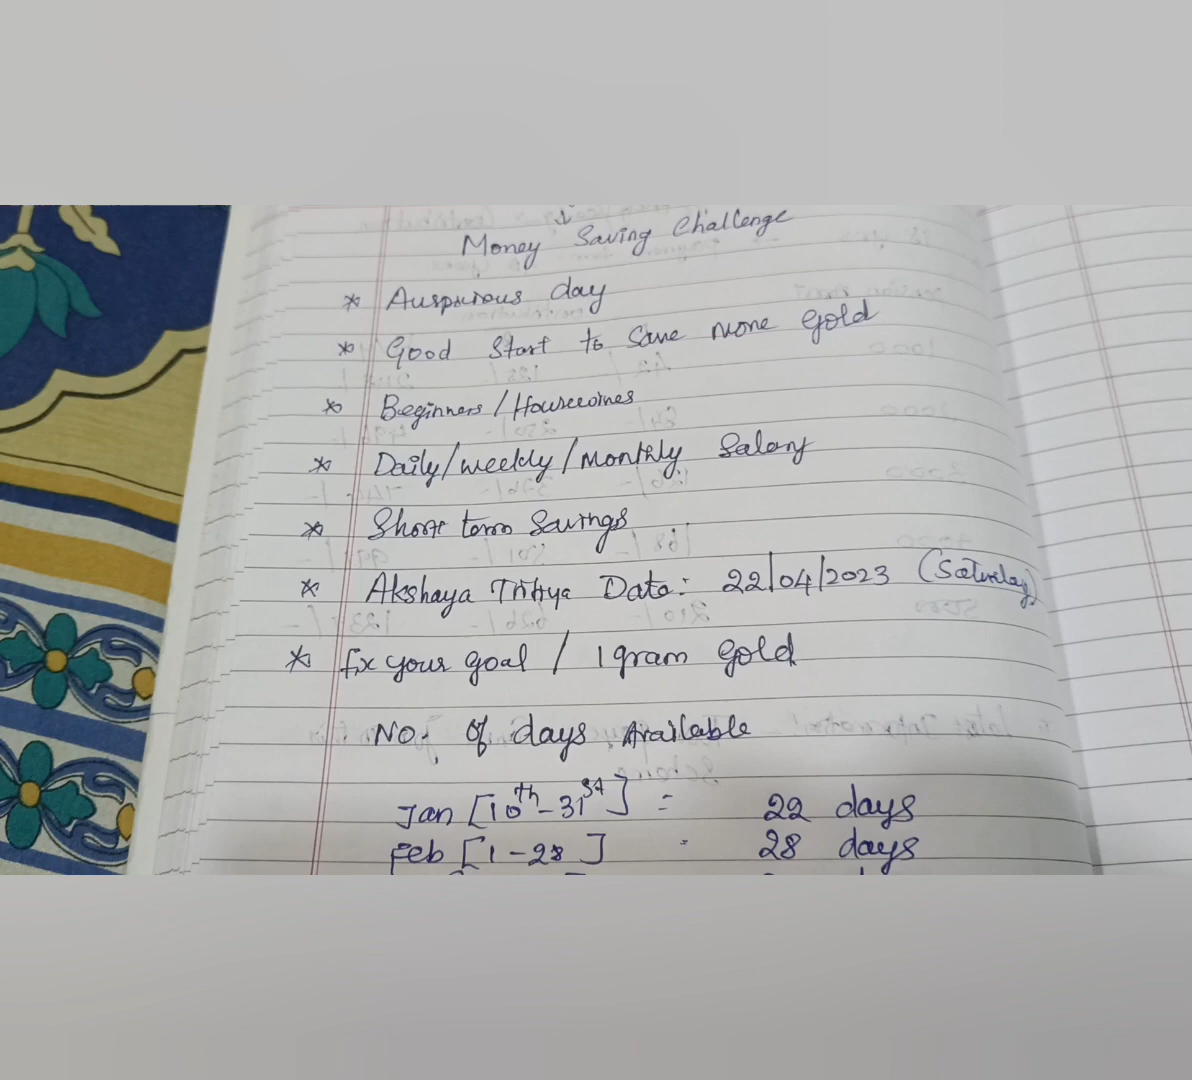 Money Saving Challenge
* Auspicious day
* Good Start to Save more gold
* Beginners / Housewives
* Daily/weekly/monthly Salary
* Short term Savings
* Akshaya Tritiya Date: 22/04/2023 (Saturday)
* fix your goal / 1 gram gold
NO. of days Available
Jan [10th - 31st] = 22 days
Feb [1 - 28] = 28 days